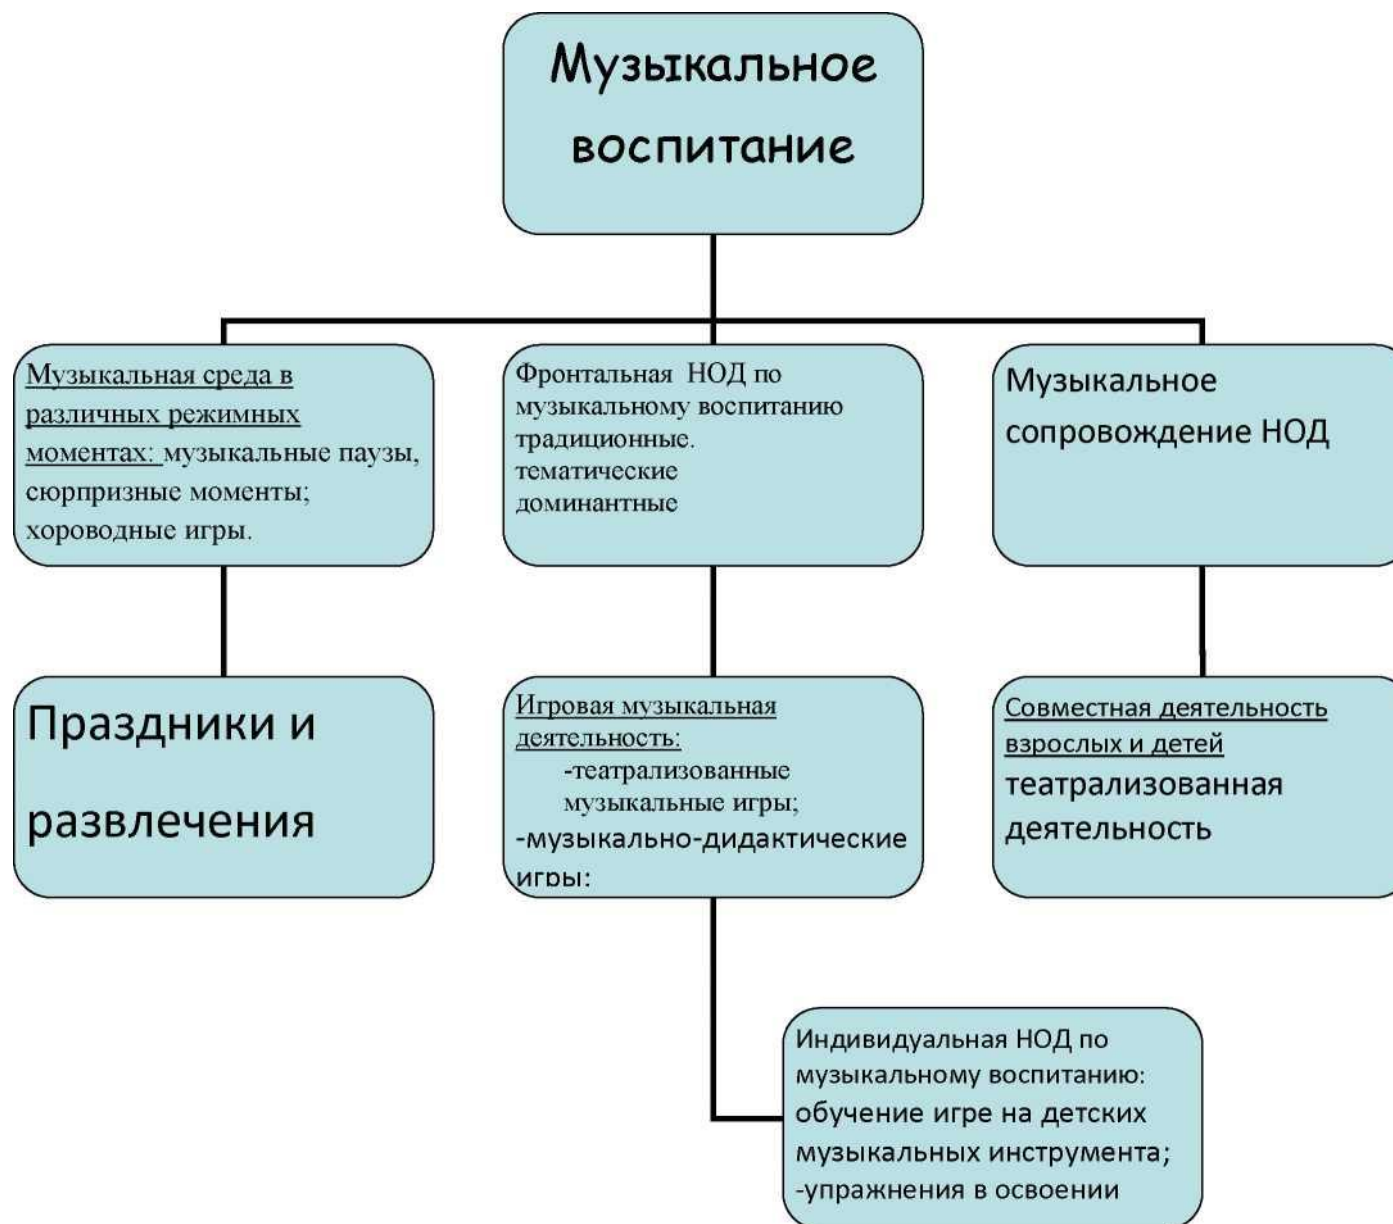 Музыкальное
воспитание
Музыкальная среда в
различных режимных
моментах: музыкальные паузы,
сюрпризные моменты;
хороводные игры.
Фронтальная НОД по
музыкальному воспитанию
традиционные.
тематические
доминантные
Музыкальное
сопровождение НОД
Праздники и
развлечения
Игровая музыкальная
деятельность:
-театрализованные
музыкальные игры;
-музыкально-дидактические
игры;
Совместная деятельность
взрослых и детей
театрализованная
деятельность
Индивидуальная НОД по
музыкальному воспитанию:
обучение игре на детских
музыкальных инструмента;
-упражнения в освоении